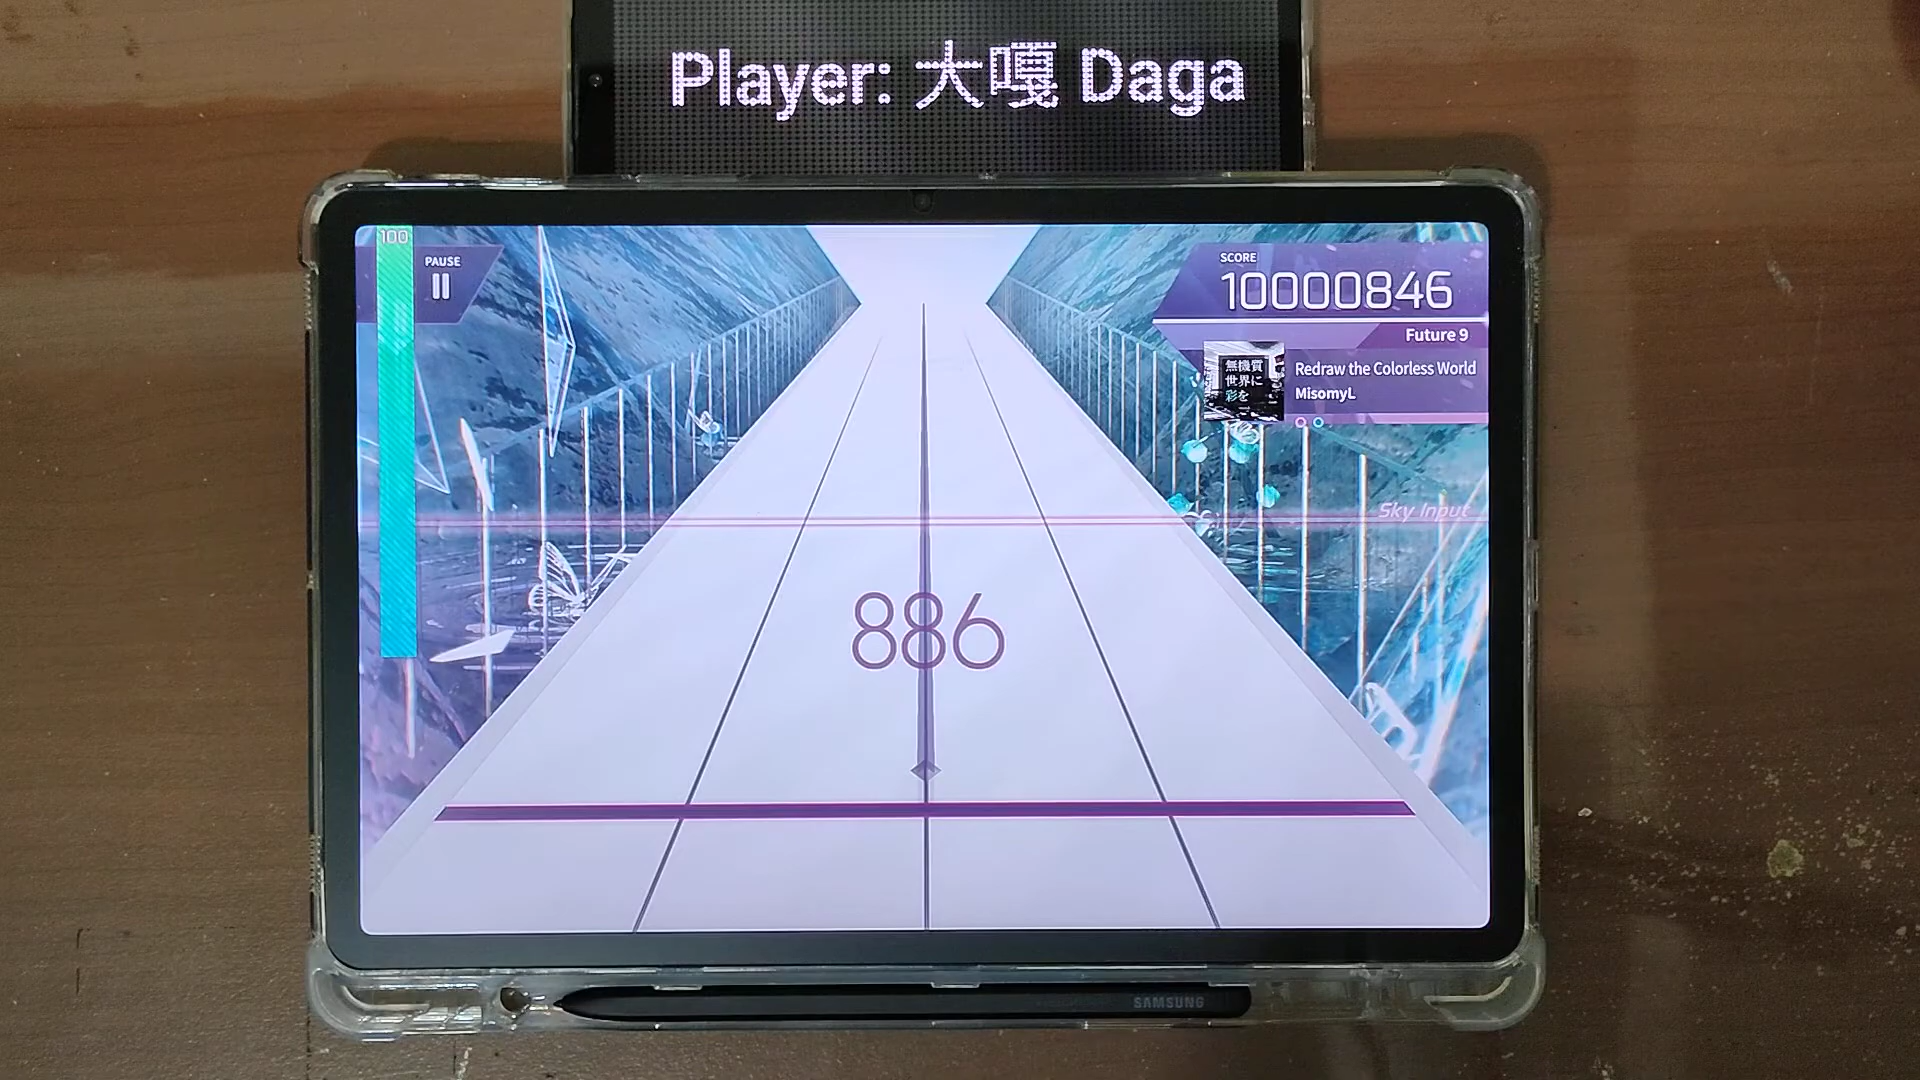 Player: 大嘎 Daga
100
PAUSE
SCORE
10000846
Future 9
無機質
世界に
彩を
Redraw the Colorless World
MisomyL
Sky Input
886
SAMSUNG